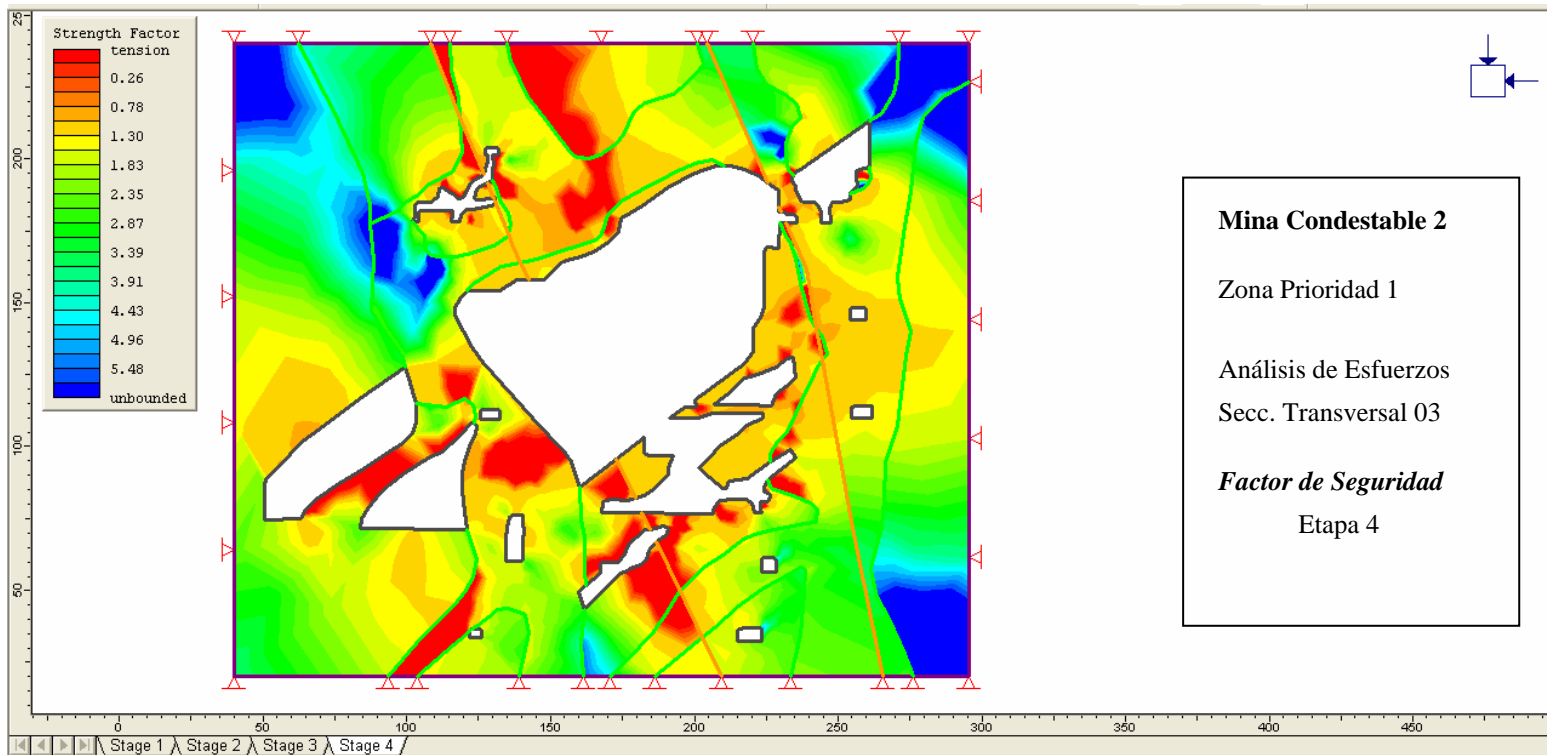 25
Strength Factor
tension
0.26
0.78
1.30
1.83
2.35
2.87
3.39
3.91
4.43
4.96
5.48
unbounded
200
150
100
50
Mina Condestable 2
Zona Prioridad 1
Análisis de Esfuerzos
Secc. Transversal 03
Factor de Seguridad
Etapa 4
0 50 100 150 200 250 300 350 400 450
Stage 1 Stage 2 Stage 3 Stage 4